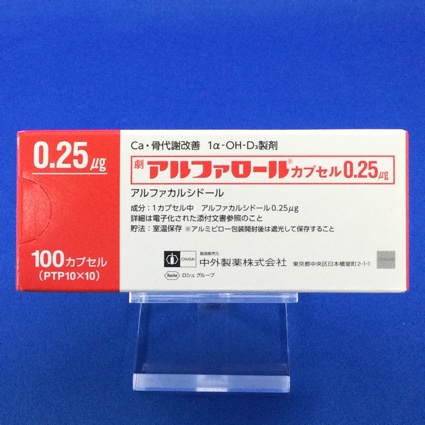 0.25μg
100カプセル
(PTP10×10)
Ca・骨代謝改善 1α-OH-D₃製剤
劇 アルファロール®カプセル0.25μg
アルファカルシドール
成分:1カプセル中 アルファカルシドール0.25μg
詳細は電子化された添付文書参照のこと
貯法:室温保存 ※アルミピロー包装開封後は遮光して保存すること
CHUGAI
製造販売元
中外製薬株式会社
東京都中央区日本橋室町2-1-1
Roche ロシュ グループ